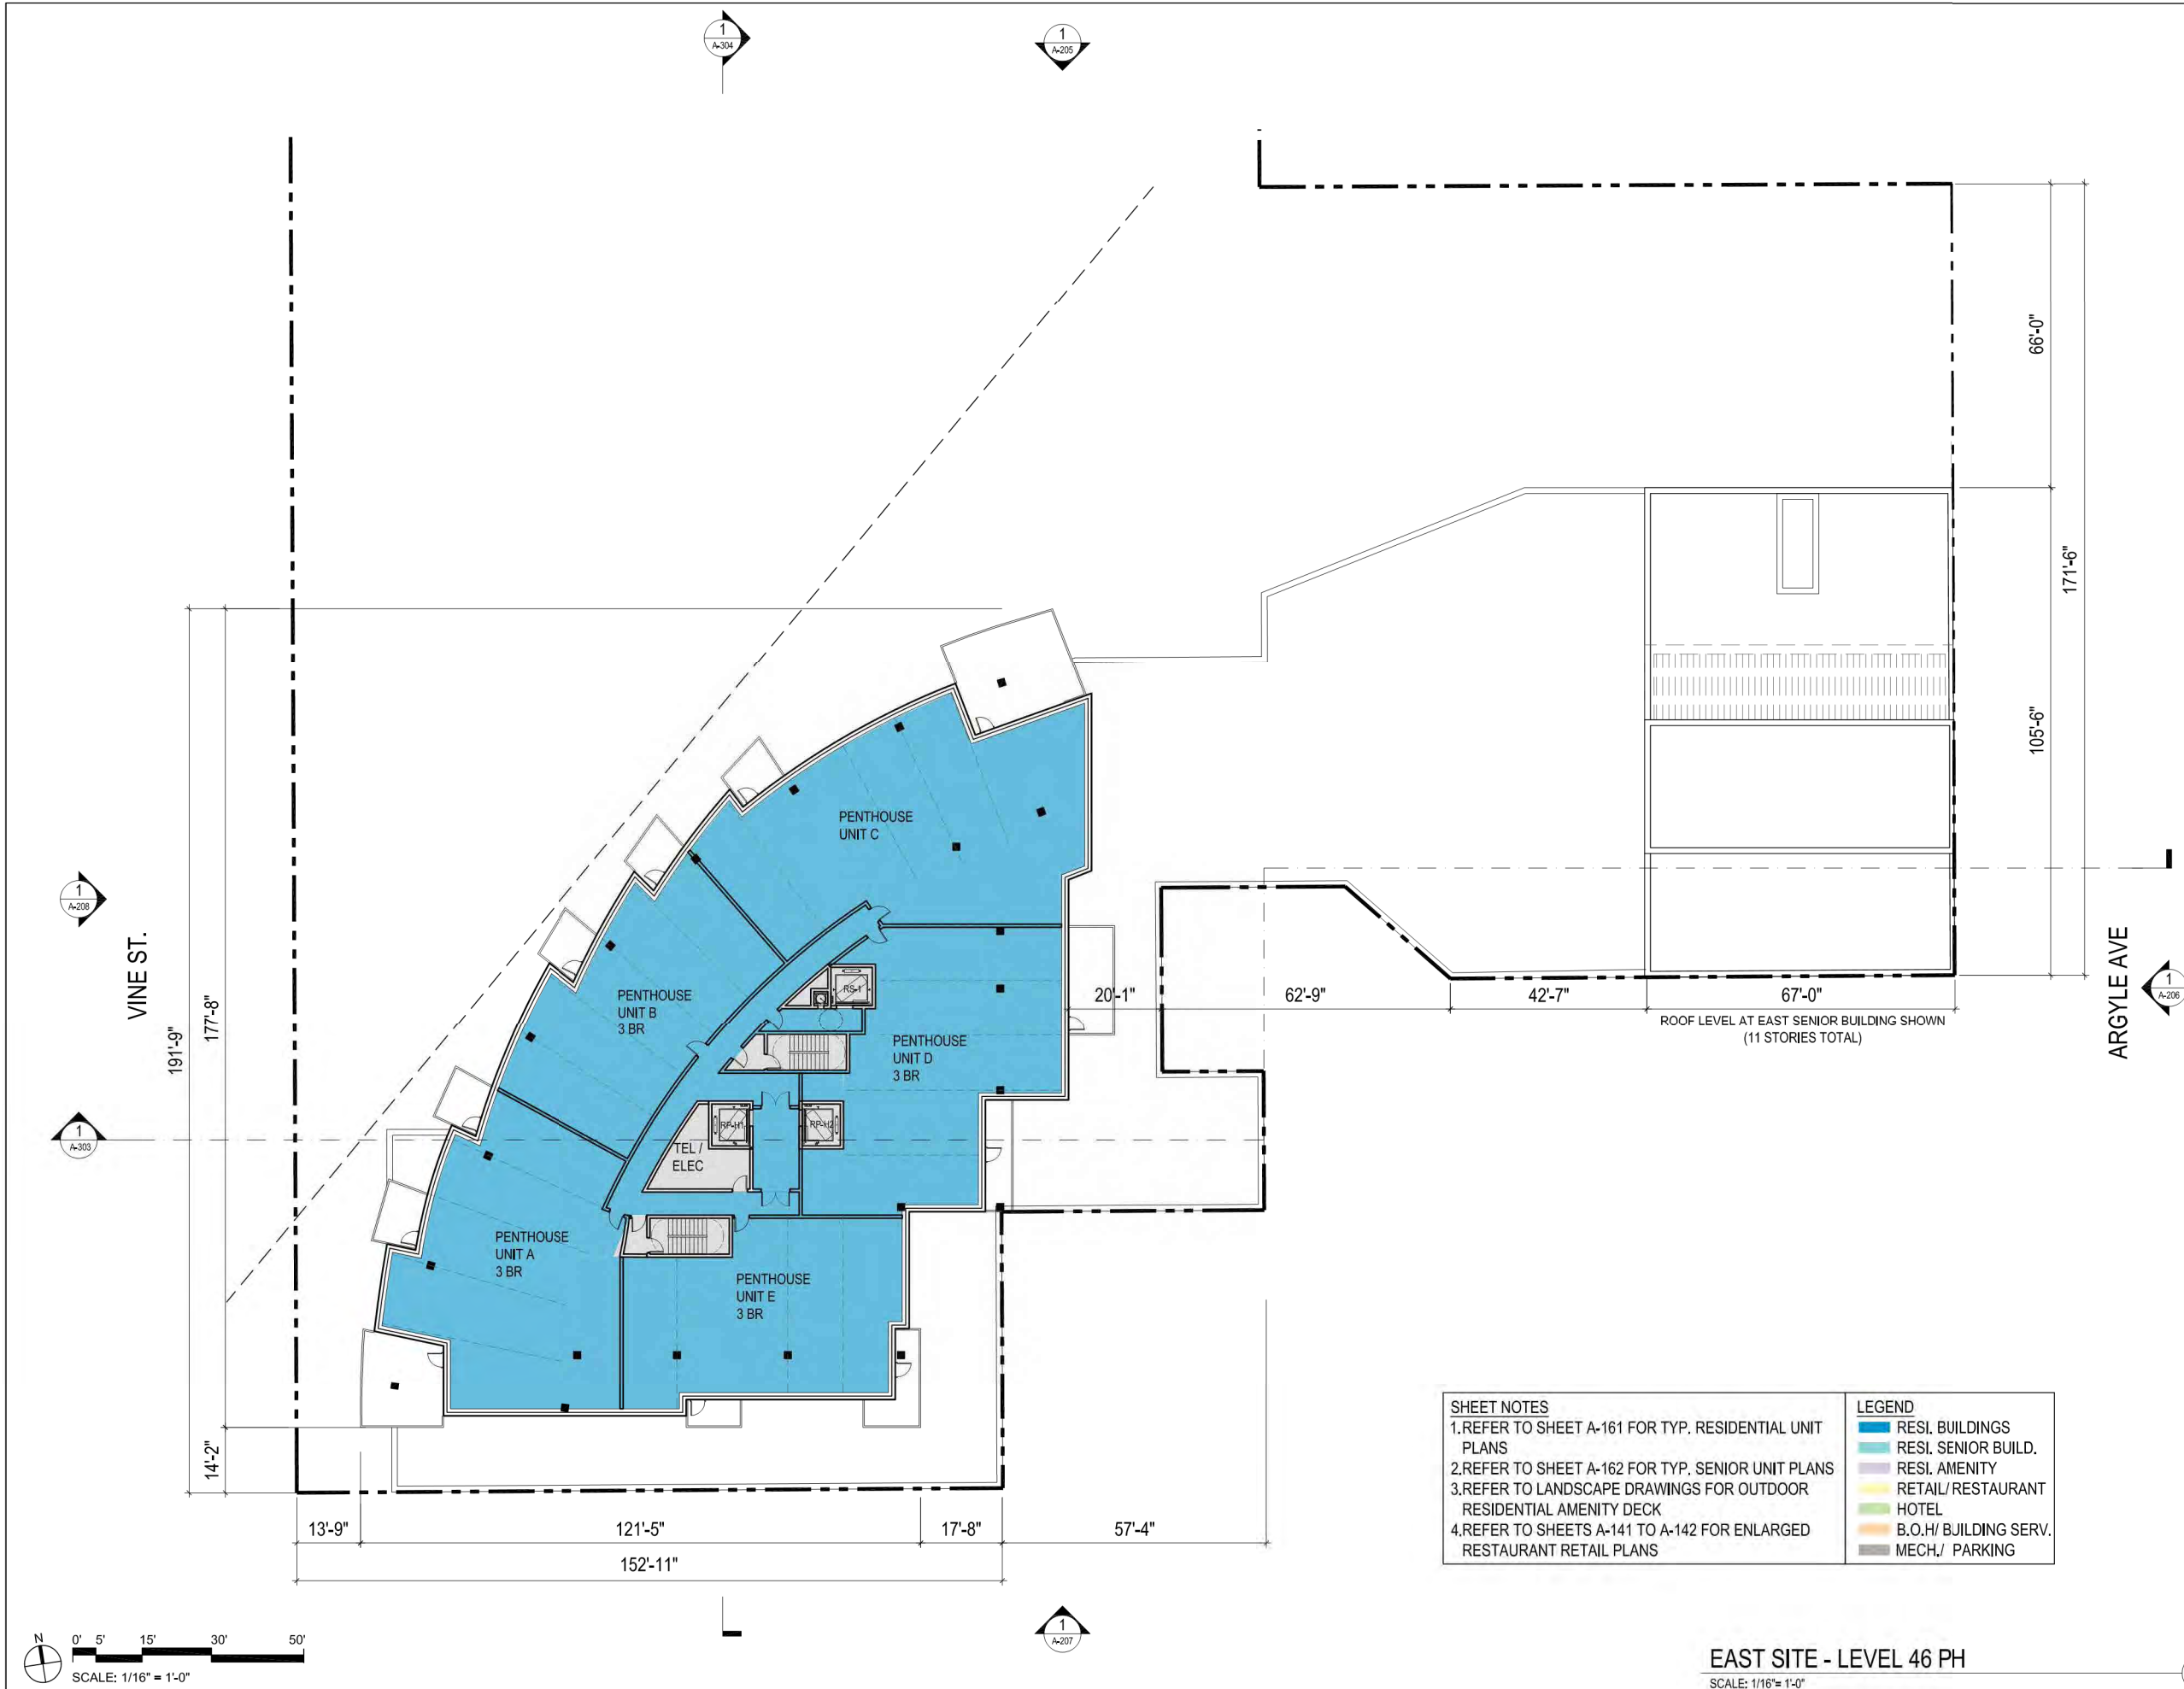 1
A-304
1
A-205
66'-0"
171'-6"
105'-6"
PENTHOUSE
UNIT C
1
A-208
VINE ST.
191'-9"
177'-8"
PENTHOUSE
UNIT B
3 BR
RS-1
PENTHOUSE
UNIT D
3 BR
20'-1"
62'-9"
42'-7"
67'-0"
ROOF LEVEL AT EAST SENIOR BUILDING SHOWN
(11 STORIES TOTAL)
ARGYLE AVE
1
A-206
1
A-303
RP-H1
RP-H2
TEL /
ELEC
PENTHOUSE
UNIT A
3 BR
PENTHOUSE
UNIT E
3 BR
14'-2"
13'-9"
121'-5"
17'-8"
57'-4"
152'-11"
SHEET NOTES
1.REFER TO SHEET A-161 FOR TYP. RESIDENTIAL UNIT
PLANS
2.REFER TO SHEET A-162 FOR TYP. SENIOR UNIT PLANS
3.REFER TO LANDSCAPE DRAWINGS FOR OUTDOOR
RESIDENTIAL AMENITY DECK
4.REFER TO SHEETS A-141 TO A-142 FOR ENLARGED
RESTAURANT RETAIL PLANS
LEGEND
RESI. BUILDINGS
RESI. SENIOR BUILD.
RESI. AMENITY
RETAIL/ RESTAURANT
HOTEL
B.O.H/ BUILDING SERV.
MECH./ PARKING
1
A-207
N
0' 5' 15' 30' 50'
SCALE: 1/16" = 1'-0"
EAST SITE - LEVEL 46 PH
SCALE: 1/16"= 1'-0"